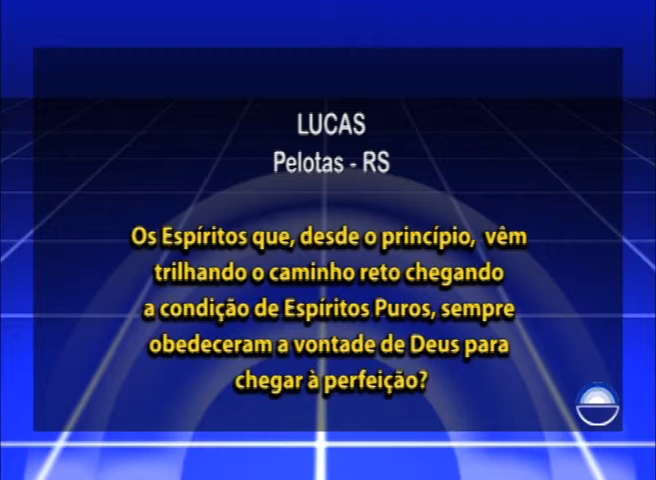 LUCAS
Pelotas - RS
Os Espíritos que, desde o princípio, vêm
trilhando o caminho reto chegando
a condição de Espíritos Puros, sempre
obedeceram a vontade de Deus para
chegar à perfeição?